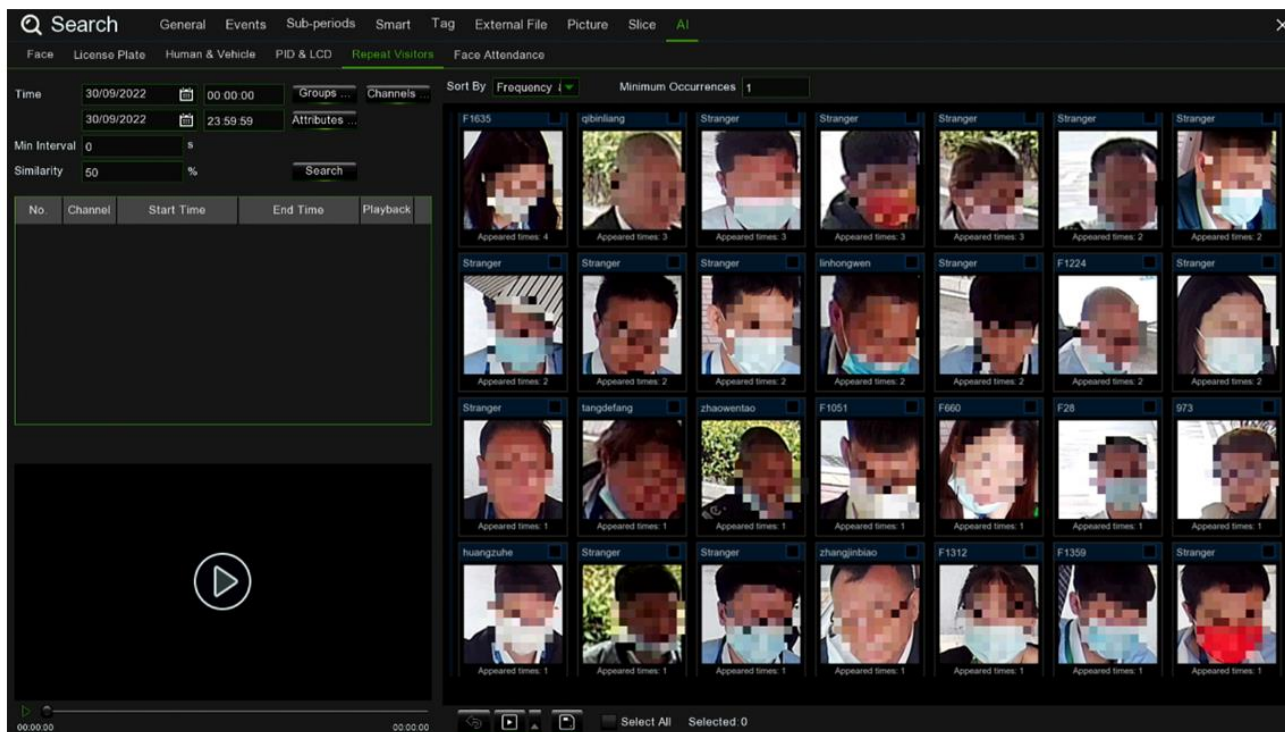 Search General Events Sub-periods Smart Tag External File Picture Slice AI
Face License Plate Human & Vehicle PID & LCD Repeat Visitors Face Attendance
Time 30/09/2022 00:00:00 Groups ... Channels ...
30/09/2022 23:59:59 Attributes ...
Min Interval 0 s
Similarity 50 % Search
No. Channel Start Time End Time Playback
00:00:00 00:00:00
Sort By Frequency Minimum Occurrences 1
F1635 qibinliang Stranger Stranger Stranger Stranger Stranger
Appeared times: 4 Appeared times: 3 Appeared times: 3 Appeared times: 3 Appeared times: 3 Appeared times: 2 Appeared times: 2
Stranger Stranger Stranger linhongwen Stranger F1224 Stranger
Appeared times: 2 Appeared times: 2 Appeared times: 2 Appeared times: 2 Appeared times: 2 Appeared times: 2 Appeared times: 2
Stranger tangdefang zhaowentao F1051 F660 F28 973
Appeared times: 1 Appeared times: 1 Appeared times: 1 Appeared times: 1 Appeared times: 1 Appeared times: 1 Appeared times: 1
huangzuhe Stranger Stranger zhangjinbiao F1312 F1359 Stranger
Appeared times: 1 Appeared times: 1 Appeared times: 1 Appeared times: 1 Appeared times: 1 Appeared times: 1 Appeared times: 1
Select All Selected:0